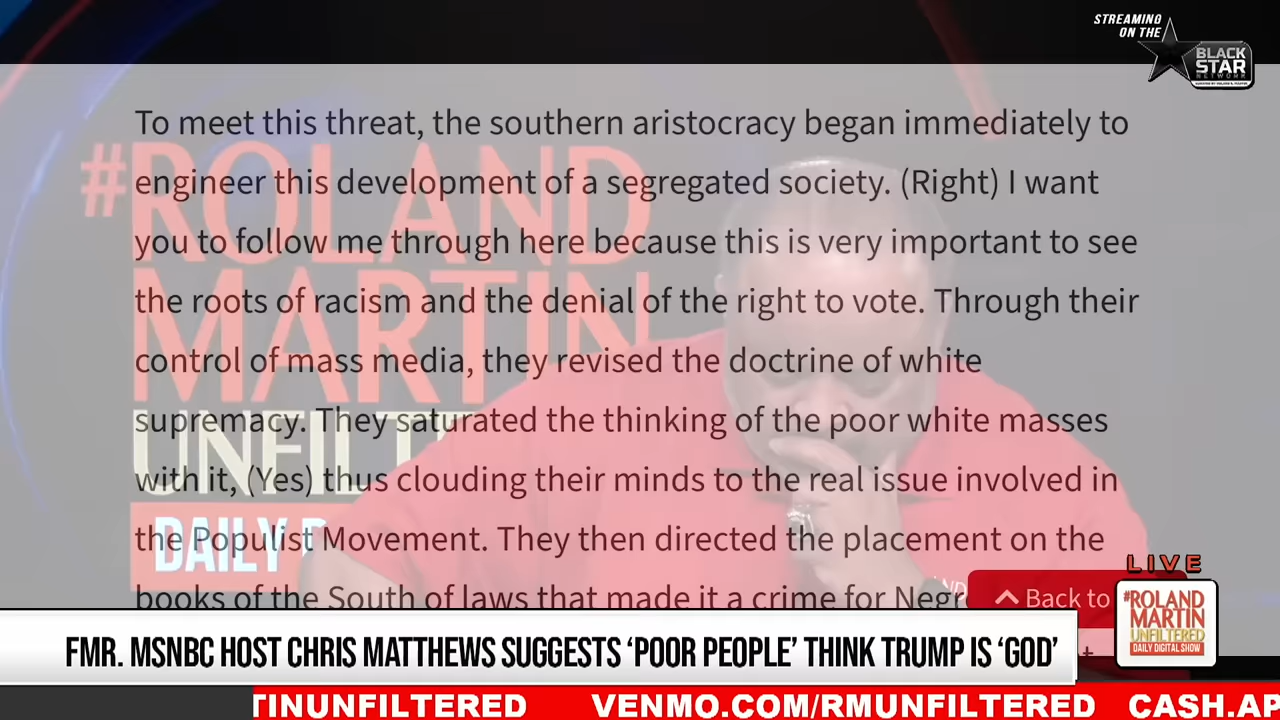 STREAMING
ON THE
BLACK
STAR
NETWORK
To meet this threat, the southern aristocracy began immediately to
engineer this development of a segregated society. (Right) I want
you to follow me through here because this is very important to see
the roots of racism and the denial of the right to vote. Through their
control of mass media, they revised the doctrine of white
supremacy. They saturated the thinking of the poor white masses
with it, (Yes) thus clouding their minds to the real issue involved in
the Populist Movement. They then directed the placement on the
books of the South of laws that made it a crime for Negr
Back to
#ROLAND
MARTIN
UNFILT
DAILY D
LIVE
#ROLAND
MARTIN
UNFILTERED
DAILY DIGITAL SHOW
FMR. MSNBC HOST CHRIS MATTHEWS SUGGESTS ‘POOR PEOPLE’ THINK TRUMP IS ‘GOD’
TINUNFILTERED VENMO.COM/RMUNFILTERED CASH.AP